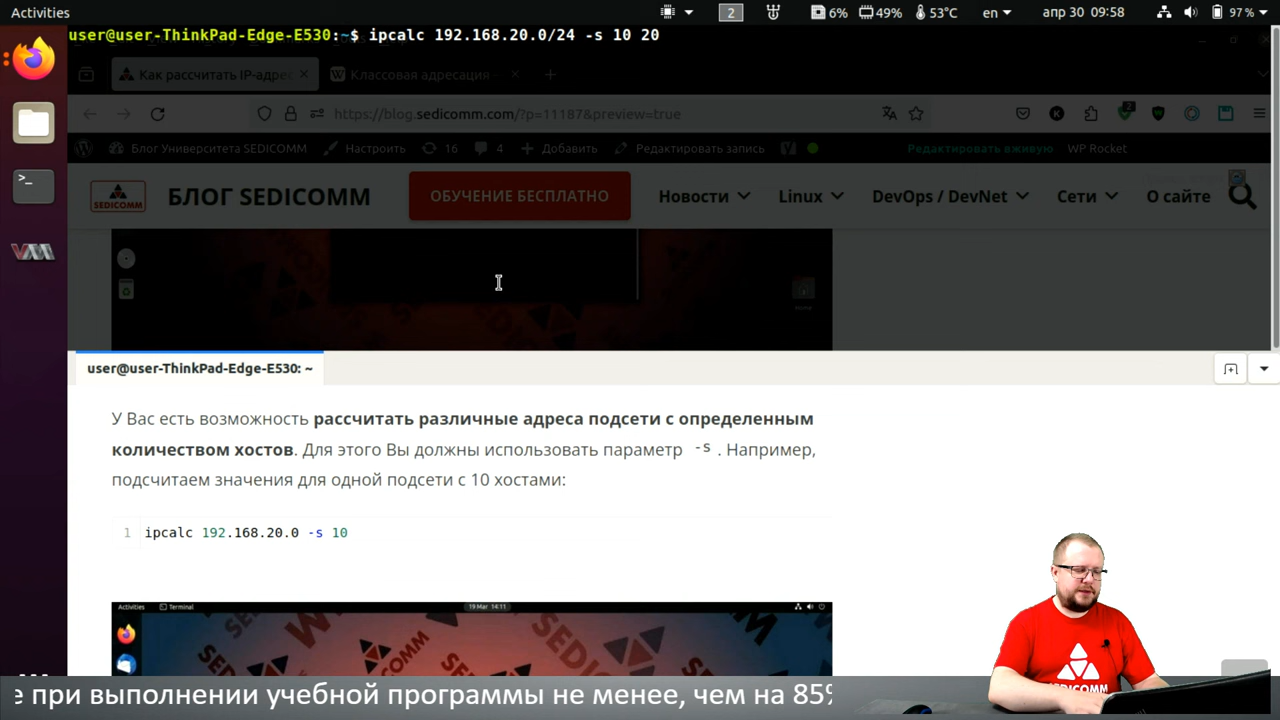 Activities
2 6% 49% 53°C en апр 30 09:58 97 %
user@user-ThinkPad-Edge-E530:~$ ipcalc 192.168.20.0/24 -s 10 20
Как рассчитать IP-адрес × Классовая адресация × +
https://blog.sedicomm.com/?p=11187&preview=true
Блог Университета SEDICOMM Настроить 16 4 + Добавить Редактировать запись Редактировать вживую WP Rocket
SEDICOMM БЛОГ SEDICOMM ОБУЧЕНИЕ БЕСПЛАТНО Новости Linux DevOps / DevNet Сети О сайте
user@user-ThinkPad-Edge-E530: ~
У Вас есть возможность рассчитать различные адреса подсети с определенным
количеством хостов. Для этого Вы должны использовать параметр -s . Например,
подсчитаем значения для одной подсети с 10 хостами:
1 ipcalc 192.168.20.0 -s 10
Activities Terminal 19 Mar 14:11
SEDICOMM
SEDICOMM
е при выполнении учебной программы не менее, чем на 85%